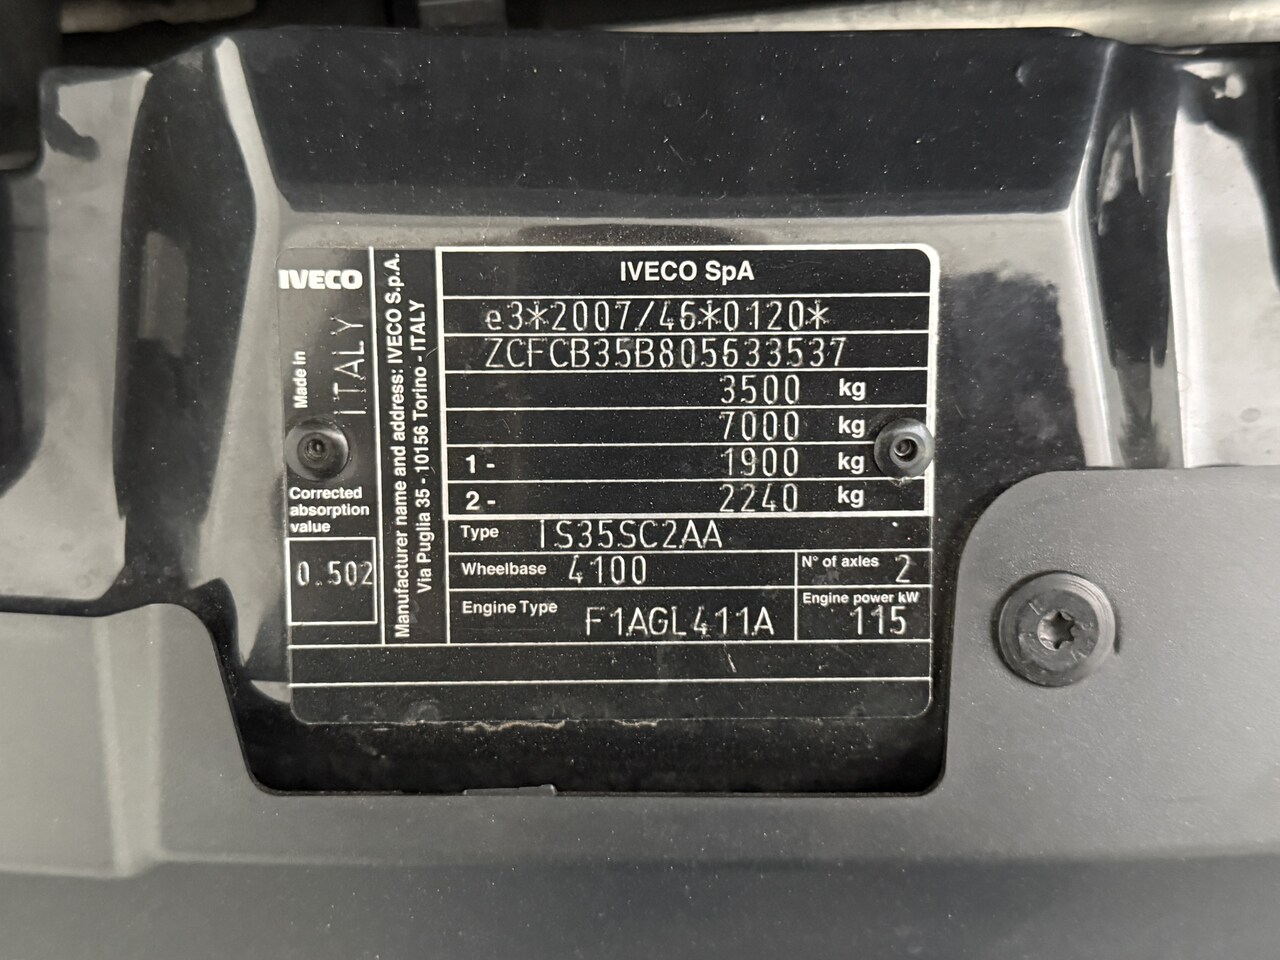 IVECO
Made in
ITALY
Corrected
absorption
value
0.502
Manufacturer name and address: IVECO S.p.A.
Via Puglia 35 - 10156 Torino - ITALY
IVECO SpA
e3*2007/46*0120*
ZCFCB35B805633537
3500 kg
7000 kg
1 - 1900 kg
2 - 2240 kg
Type IS35SC2AA
Wheelbase 4100
N° of axles 2
Engine Type F1AGL411A
Engine power kW
115